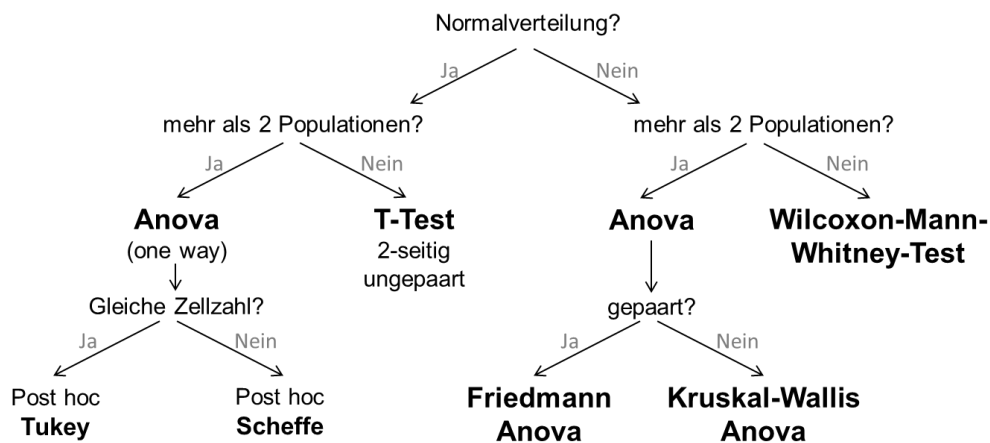 Normalverteilung?
Ja
Nein
mehr als 2 Populationen?
mehr als 2 Populationen?
Ja
Nein
Ja
Nein
Anova
(one way)
T-Test
2-seitig
ungepaart
Anova
Wilcoxon-Mann-
Whitney-Test
Gleiche Zellzahl?
gepaart?
Ja
Nein
Ja
Nein
Post hoc
Tukey
Post hoc
Scheffe
Friedmann
Anova
Kruskal-Wallis
Anova